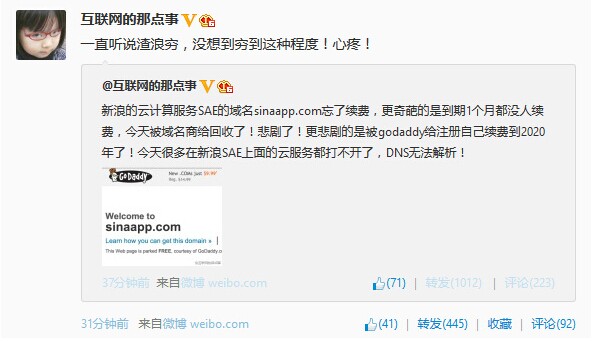 互联网的那点事
一直听说渣浪穷，没想到穷到这种程度！心疼！
@互联网的那点事
新浪的云计算服务SAE的域名sinaapp.com忘了续费，更奇葩的是到期1个月都没人续
费，今天被域名商给回收了！悲剧了！更悲剧的是被godaddy给注册自己续费到2020
年了！今天很多在新浪SAE上面的云服务都打不开了，DNS无法解析！
GoDaddy
New .COMs just $9.99*
Welcome to
sinaapp.com
Learn how you can get this domain »
*This Web page is parked FREE, courtesy of GoDaddy.c
37分钟前 来自微博 weibo.com (71) | 转发(1012) | 评论(223)
31分钟前 来自微博 weibo.com (41) | 转发(445) | 收藏 | 评论(92)